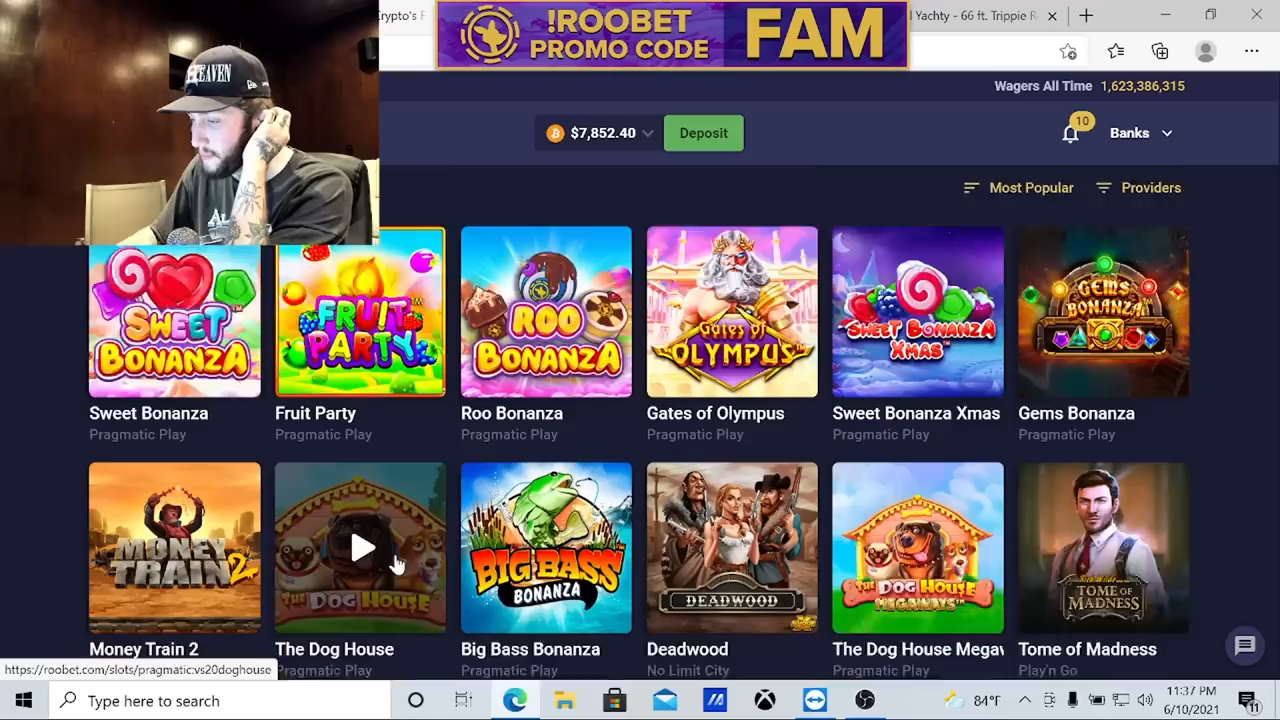 crypto's F
!ROOBET
PROMO CODE
FAM
l Yachty - 66 ft. Trippie R
HEAVEN
Wagers All Time 1,623,386,315
$7,852.40
Deposit
10
Banks
Most Popular
Providers
SWEET BONANZA
FRUIT PARTY
ROO BONANZA
Gates of OLYMPUS
SWEET BONANZA XMAS
GEMS BONANZA
Sweet Bonanza
Fruit Party
Roo Bonanza
Gates of Olympus
Sweet Bonanza Xmas
Gems Bonanza
Pragmatic Play
Pragmatic Play
Pragmatic Play
Pragmatic Play
Pragmatic Play
Pragmatic Play
MONEY TRAIN 2
THE DOG HOUSE
BIG BASS BONANZA
DEADWOOD
THE DOG HOUSE MEGAWAYS
TOME OF MADNESS
Money Train 2
The Dog House
Big Bass Bonanza
Deadwood
The Dog House Megaw
Tome of Madness
https://roobet.com/slots/pragmatic:vs20doghouse
Pragmatic Play
Pragmatic Play
No Limit City
Pragmatic Play
Play'n Go
Type here to search
84°F
11:37 PM
6/10/2021
11